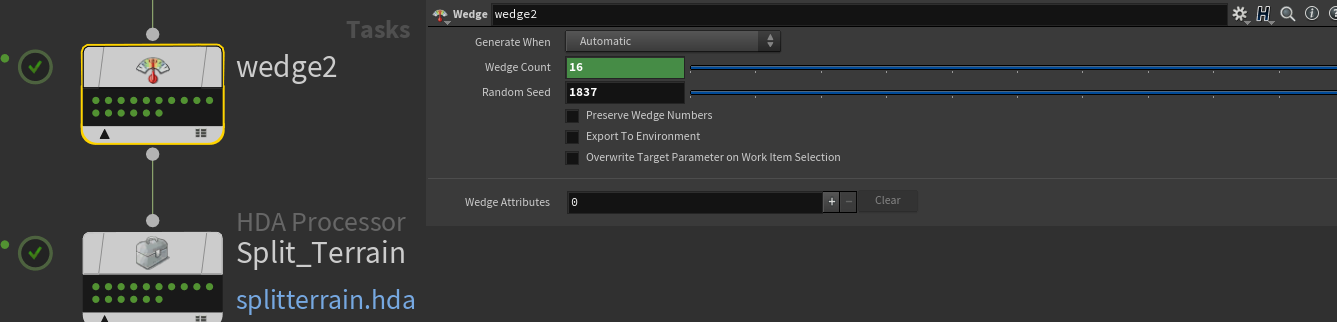 Tasks
wedge2
HDA Processor
Split_Terrain
splitterrain.hda
Wedge wedge2
Generate When Automatic
Wedge Count 16
Random Seed 1837
Preserve Wedge Numbers
Export To Environment
Overwrite Target Parameter on Work Item Selection
Wedge Attributes 0 + − Clear